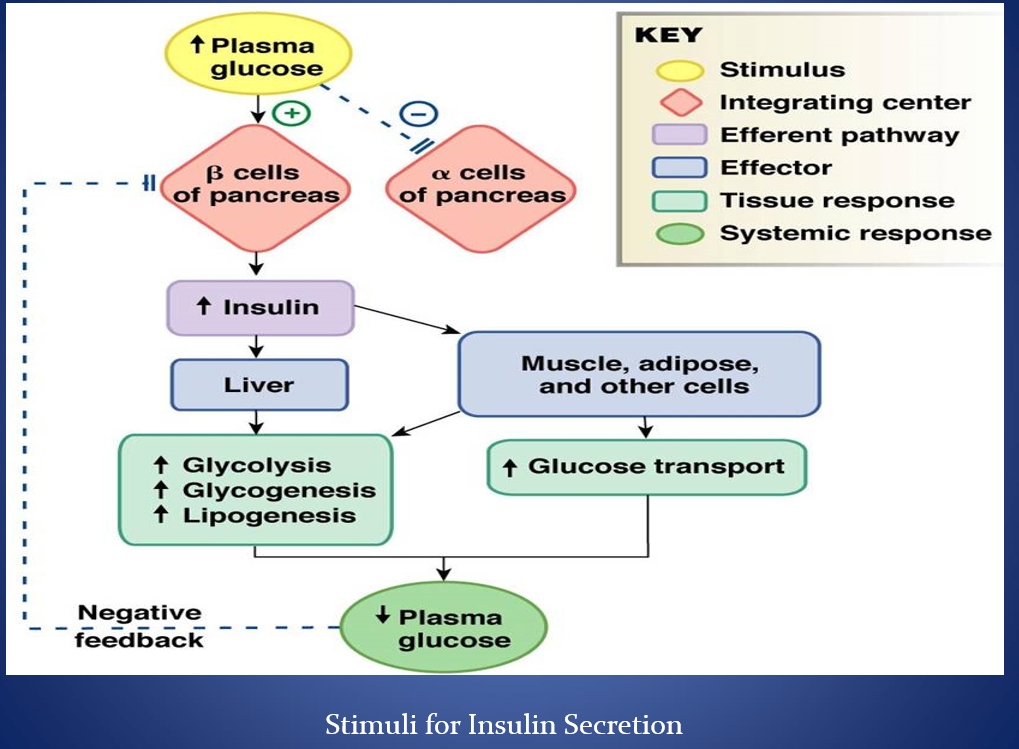 ↑ Plasma
glucose
+
−
β cells
of pancreas
α cells
of pancreas
↑ Insulin
Liver
Muscle, adipose,
and other cells
↑ Glycolysis
↑ Glycogenesis
↑ Lipogenesis
↑ Glucose transport
↓ Plasma
glucose
Negative
feedback
KEY
Stimulus
Integrating center
Efferent pathway
Effector
Tissue response
Systemic response
Stimuli for Insulin Secretion